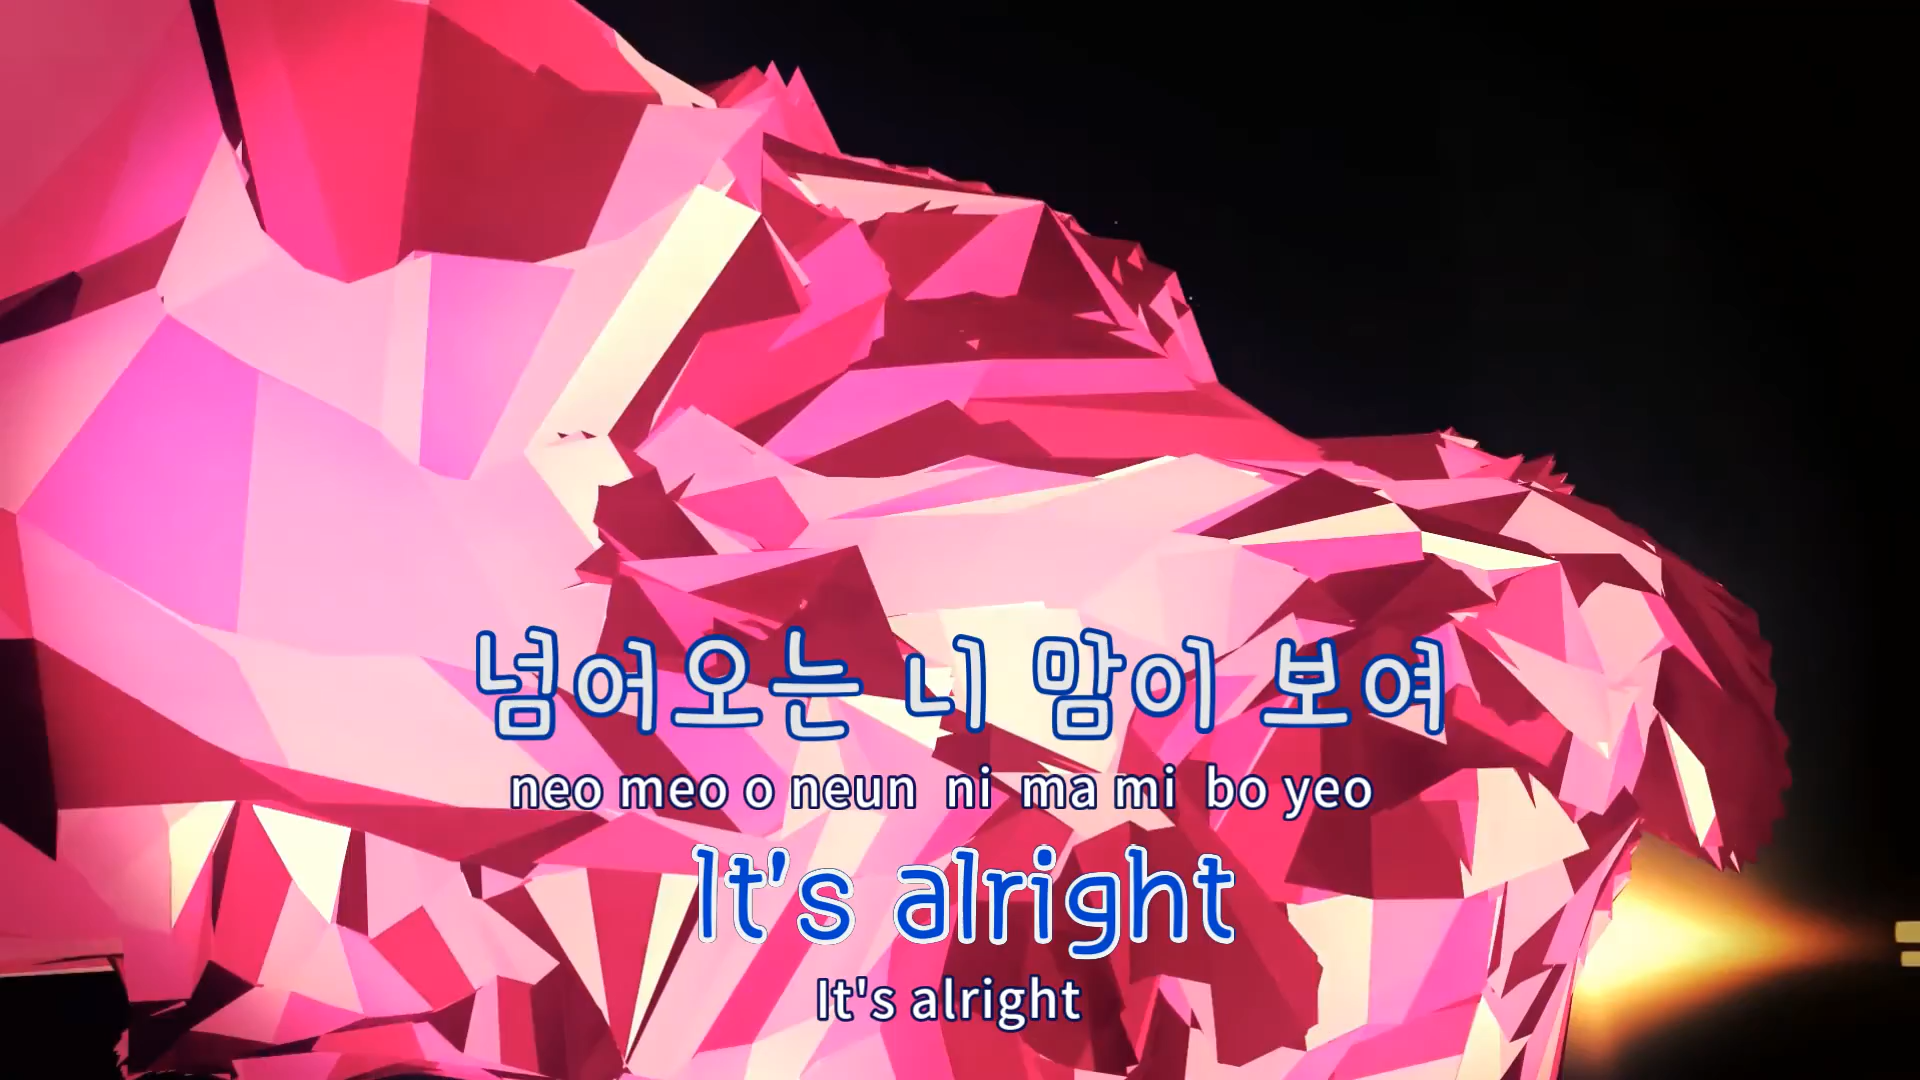 넘어오는 니 맘이 보여
neo meo o neun ni ma mi bo yeo
It's alright
It's alright